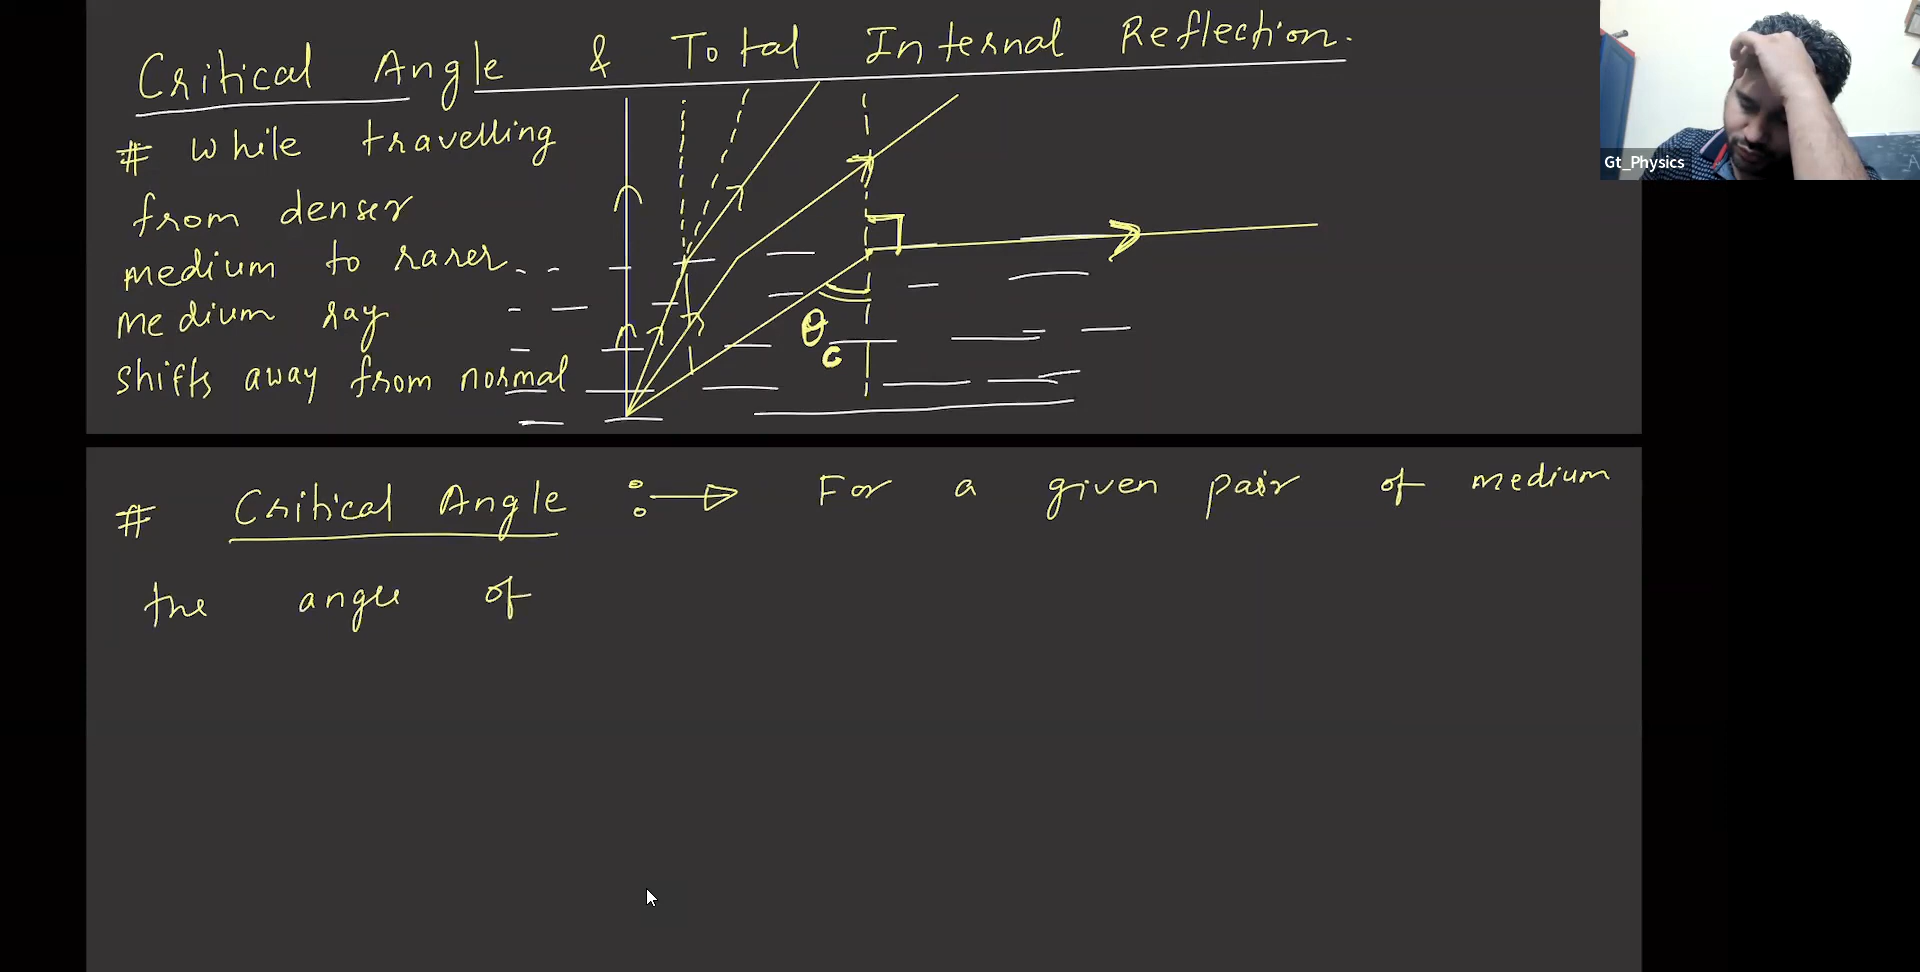 Critical Angle & Total Internal Reflection.
# While travelling
from denser
medium to rarer
medium ray
shifts away from normal
θc
Gt_Physics
# Critical Angle :→ For a given pair of medium
the angle of